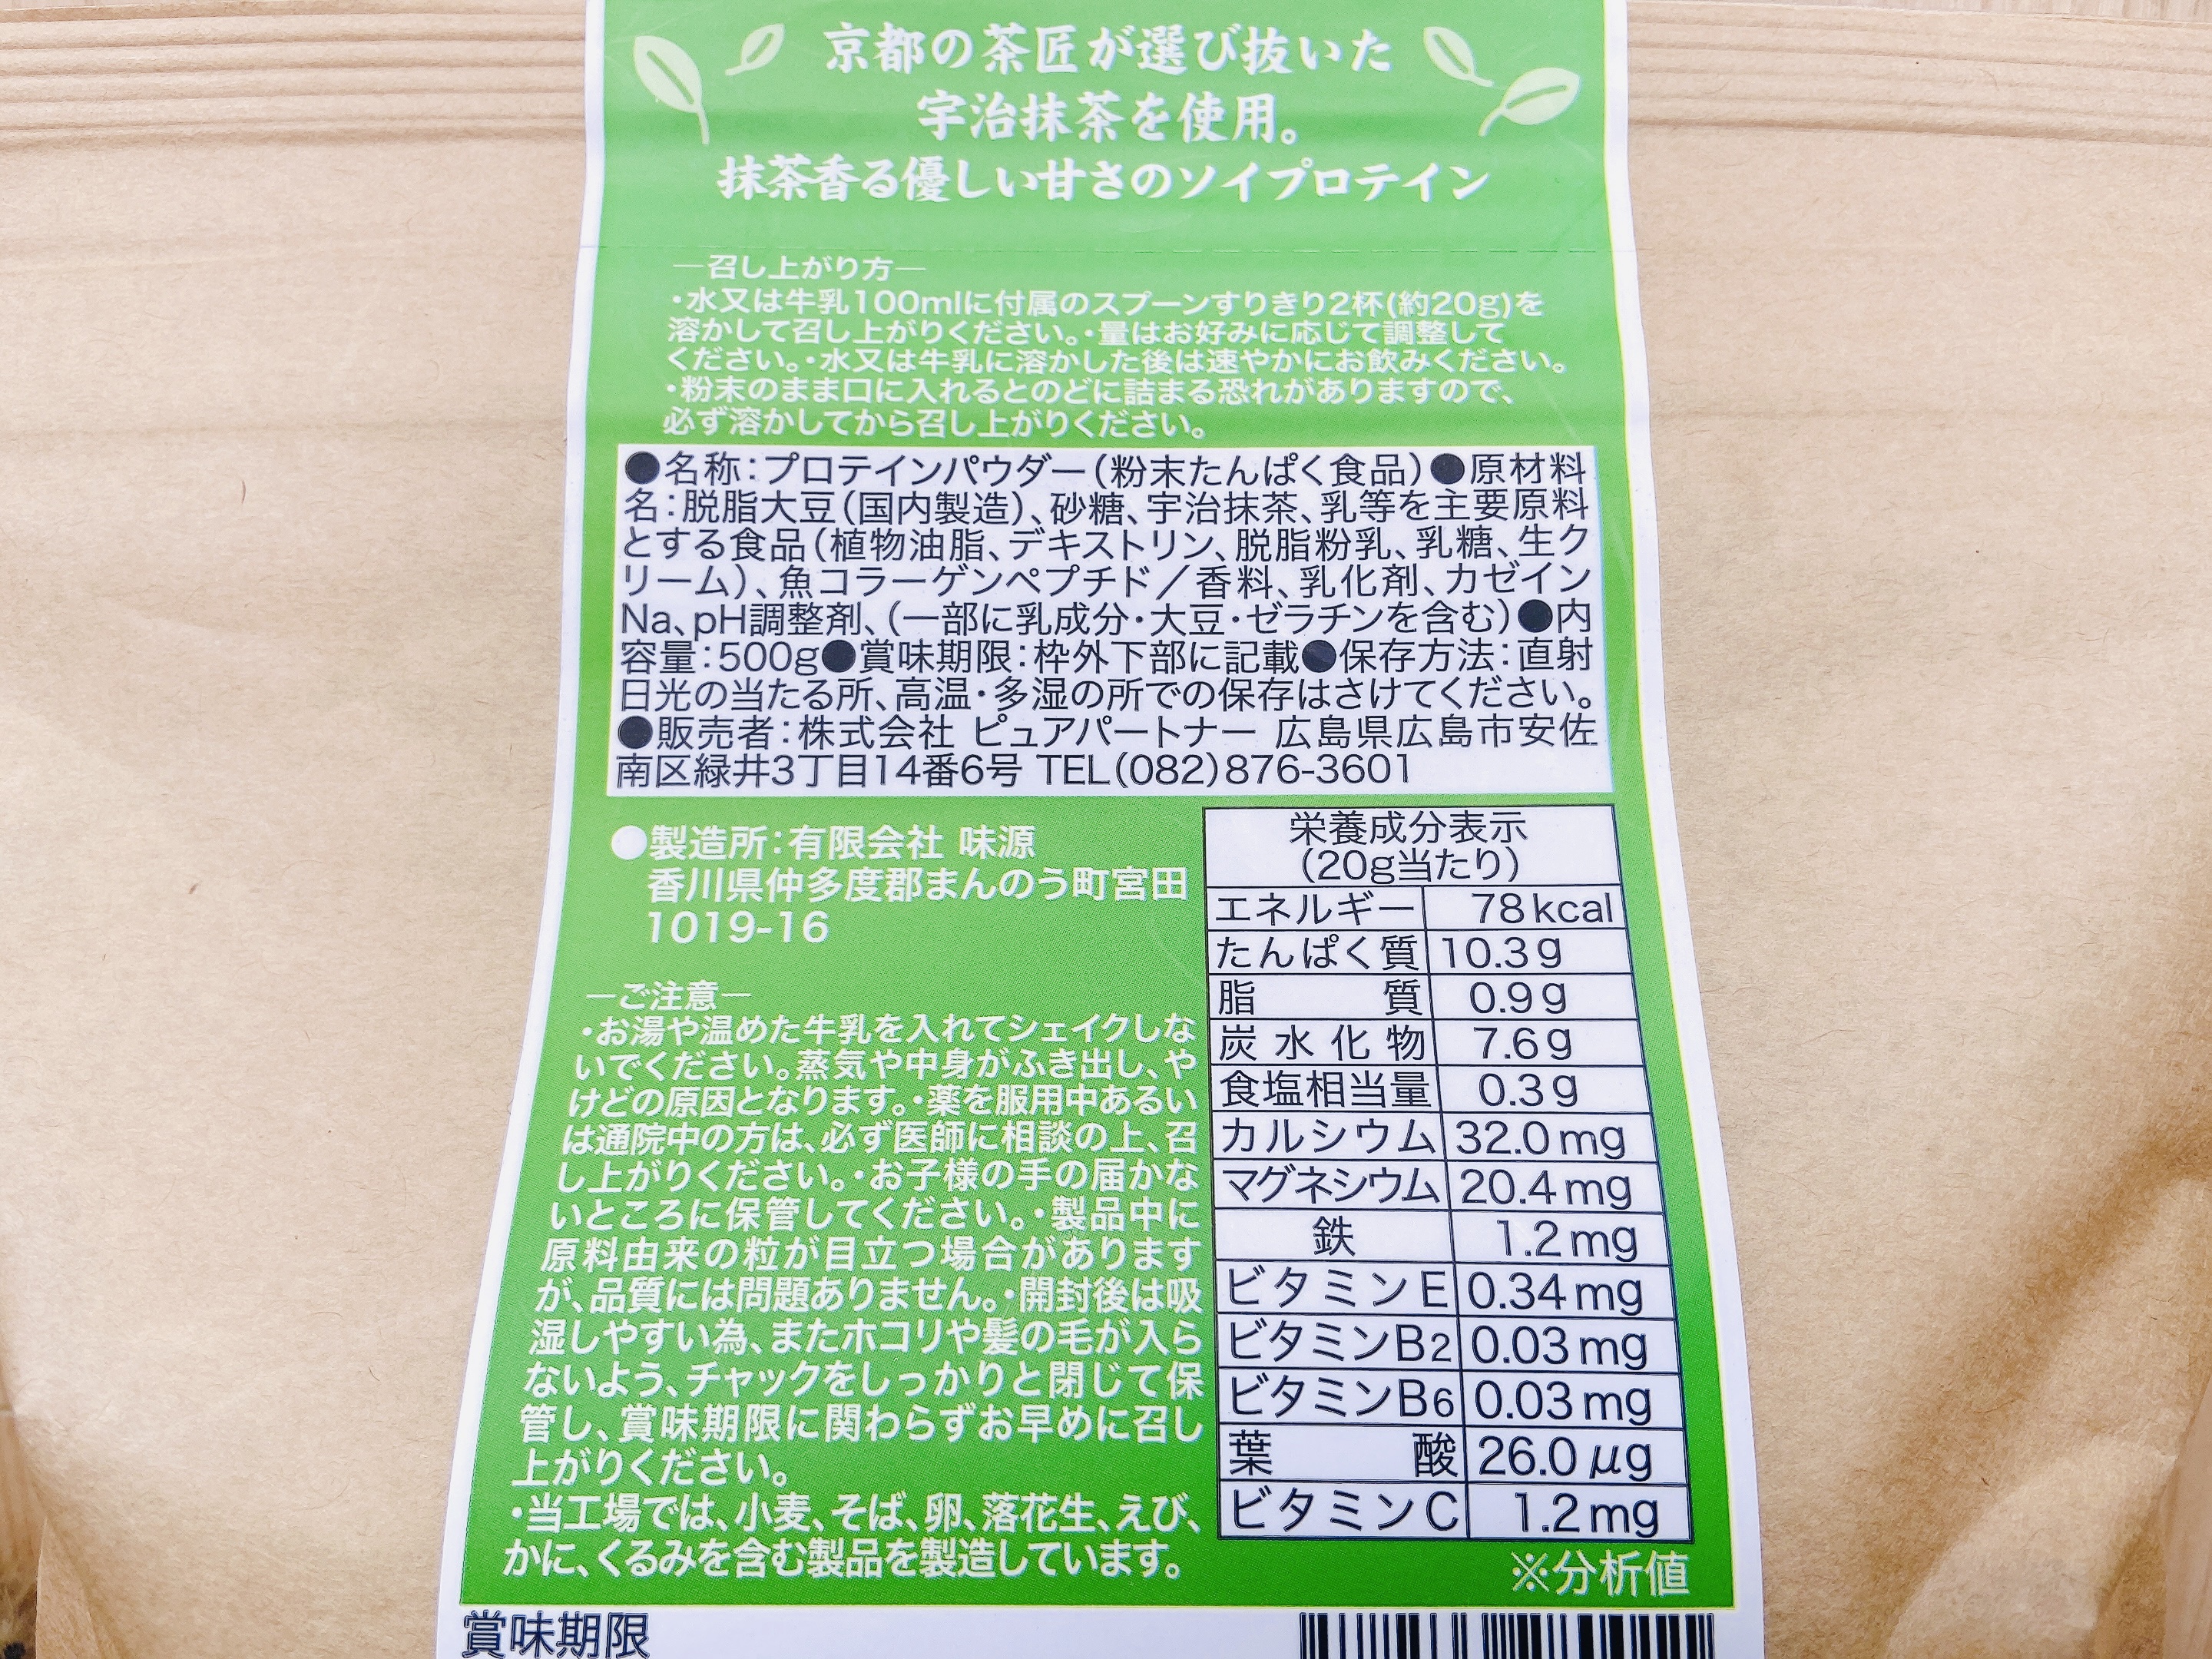 京都の茶匠が選び抜いた
宇治抹茶を使用。
抹茶香る優しい甘さのソイプロテイン
―召し上がり方―
・水又は牛乳100mlに付属のスプーンすりきり2杯(約20g)を
溶かして召し上がりください。・量はお好みに応じて調整して
ください。・水又は牛乳に溶かした後は速やかにお飲みください。
・粉末のまま口に入れるとのどに詰まる恐れがありますので、
必ず溶かしてから召し上がりください。
●名称:プロテインパウダー(粉末たんぱく食品)●原材料
名:脱脂大豆(国内製造)、砂糖、宇治抹茶、乳等を主要原料
とする食品(植物油脂、デキストリン、脱脂粉乳、乳糖、生ク
リーム)、魚コラーゲンペプチド／香料、乳化剤、カゼイン
Na、pH調整剤、(一部に乳成分・大豆・ゼラチンを含む)●内
容量:500g●賞味期限:枠外下部に記載●保存方法:直射
日光の当たる所、高温・多湿の所での保存はさけてください。
●販売者:株式会社 ピュアパートナー 広島県広島市安佐
南区緑井3丁目14番6号 TEL(082)876-3601
●製造所:有限会社 味源
香川県仲多度郡まんのう町宮田
1019-16
―ご注意―
・お湯や温めた牛乳を入れてシェイクしな
いでください。蒸気や中身がふき出し、や
けどの原因となります。・薬を服用中あるい
は通院中の方は、必ず医師に相談の上、召
し上がりください。・お子様の手の届かな
いところに保管してください。・製品中に
原料由来の粒が目立つ場合があります
が、品質には問題ありません。・開封後は吸
湿しやすい為、またホコリや髪の毛が入ら
ないよう、チャックをしっかりと閉じて保
管し、賞味期限に関わらずお早めに召し
上がりください。
・当工場では、小麦、そば、卵、落花生、えび、
かに、くるみを含む製品を製造しています。
栄養成分表示
(20g当たり)
エネルギー 78kcal
たんぱく質 10.3g
脂質 0.9g
炭水化物 7.6g
食塩相当量 0.3g
カルシウム 32.0mg
マグネシウム 20.4mg
鉄 1.2mg
ビタミンE 0.34mg
ビタミンB2 0.03mg
ビタミンB6 0.03mg
葉酸 26.0μg
ビタミンC 1.2mg
※分析値
賞味期限